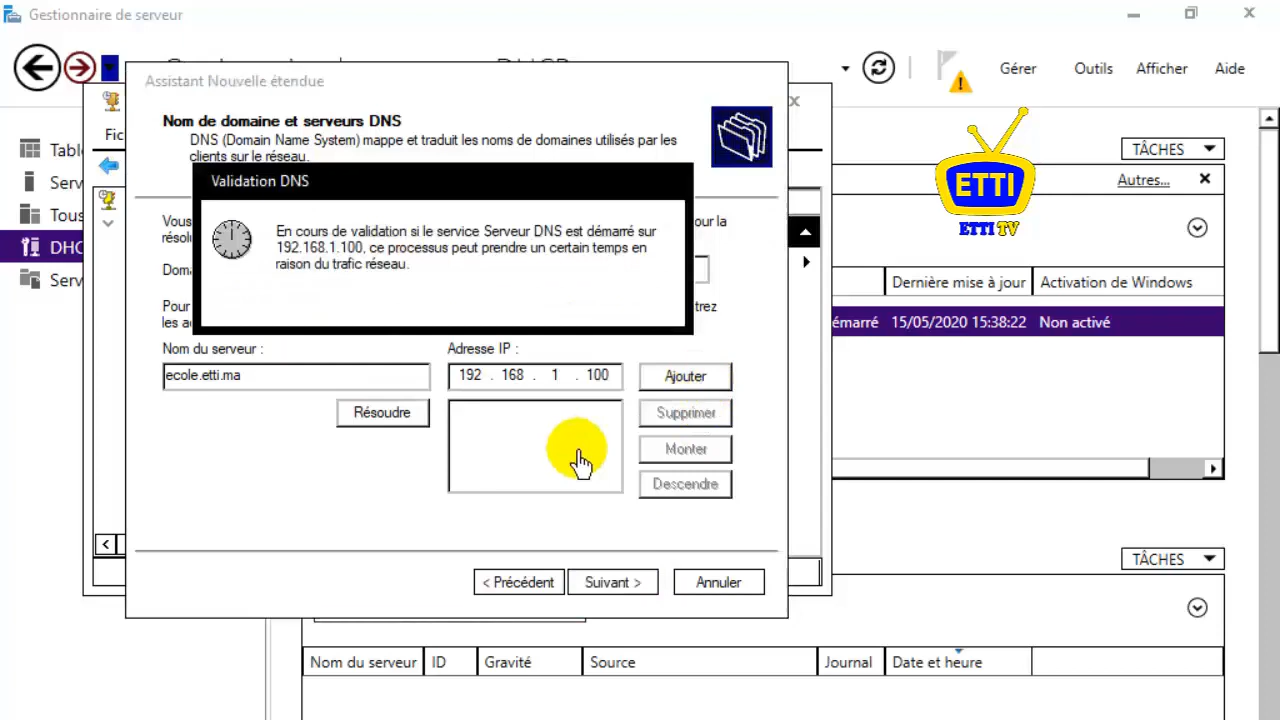 Gestionnaire de serveur
Gérer
Outils
Afficher
Aide
Assistant Nouvelle étendue
Nom de domaine et serveurs DNS
DNS (Domain Name System) mappe et traduit les noms de domaines utilisés par les
clients sur le réseau.
Validation DNS
En cours de validation si le service Serveur DNS est démarré sur
192.168.1.100, ce processus peut prendre un certain temps en
raison du trafic réseau.
Nom du serveur :
Adresse IP :
ecole.etti.ma
192 . 168 . 1 . 100
Ajouter
Résoudre
Supprimer
Monter
Descendre
< Précédent
Suivant >
Annuler
ETTI
ETTI TV
TÂCHES
Autres...
Dernière mise à jour
Activation de Windows
15/05/2020 15:38:22
Non activé
TÂCHES
Nom du serveur
ID
Gravité
Source
Journal
Date et heure